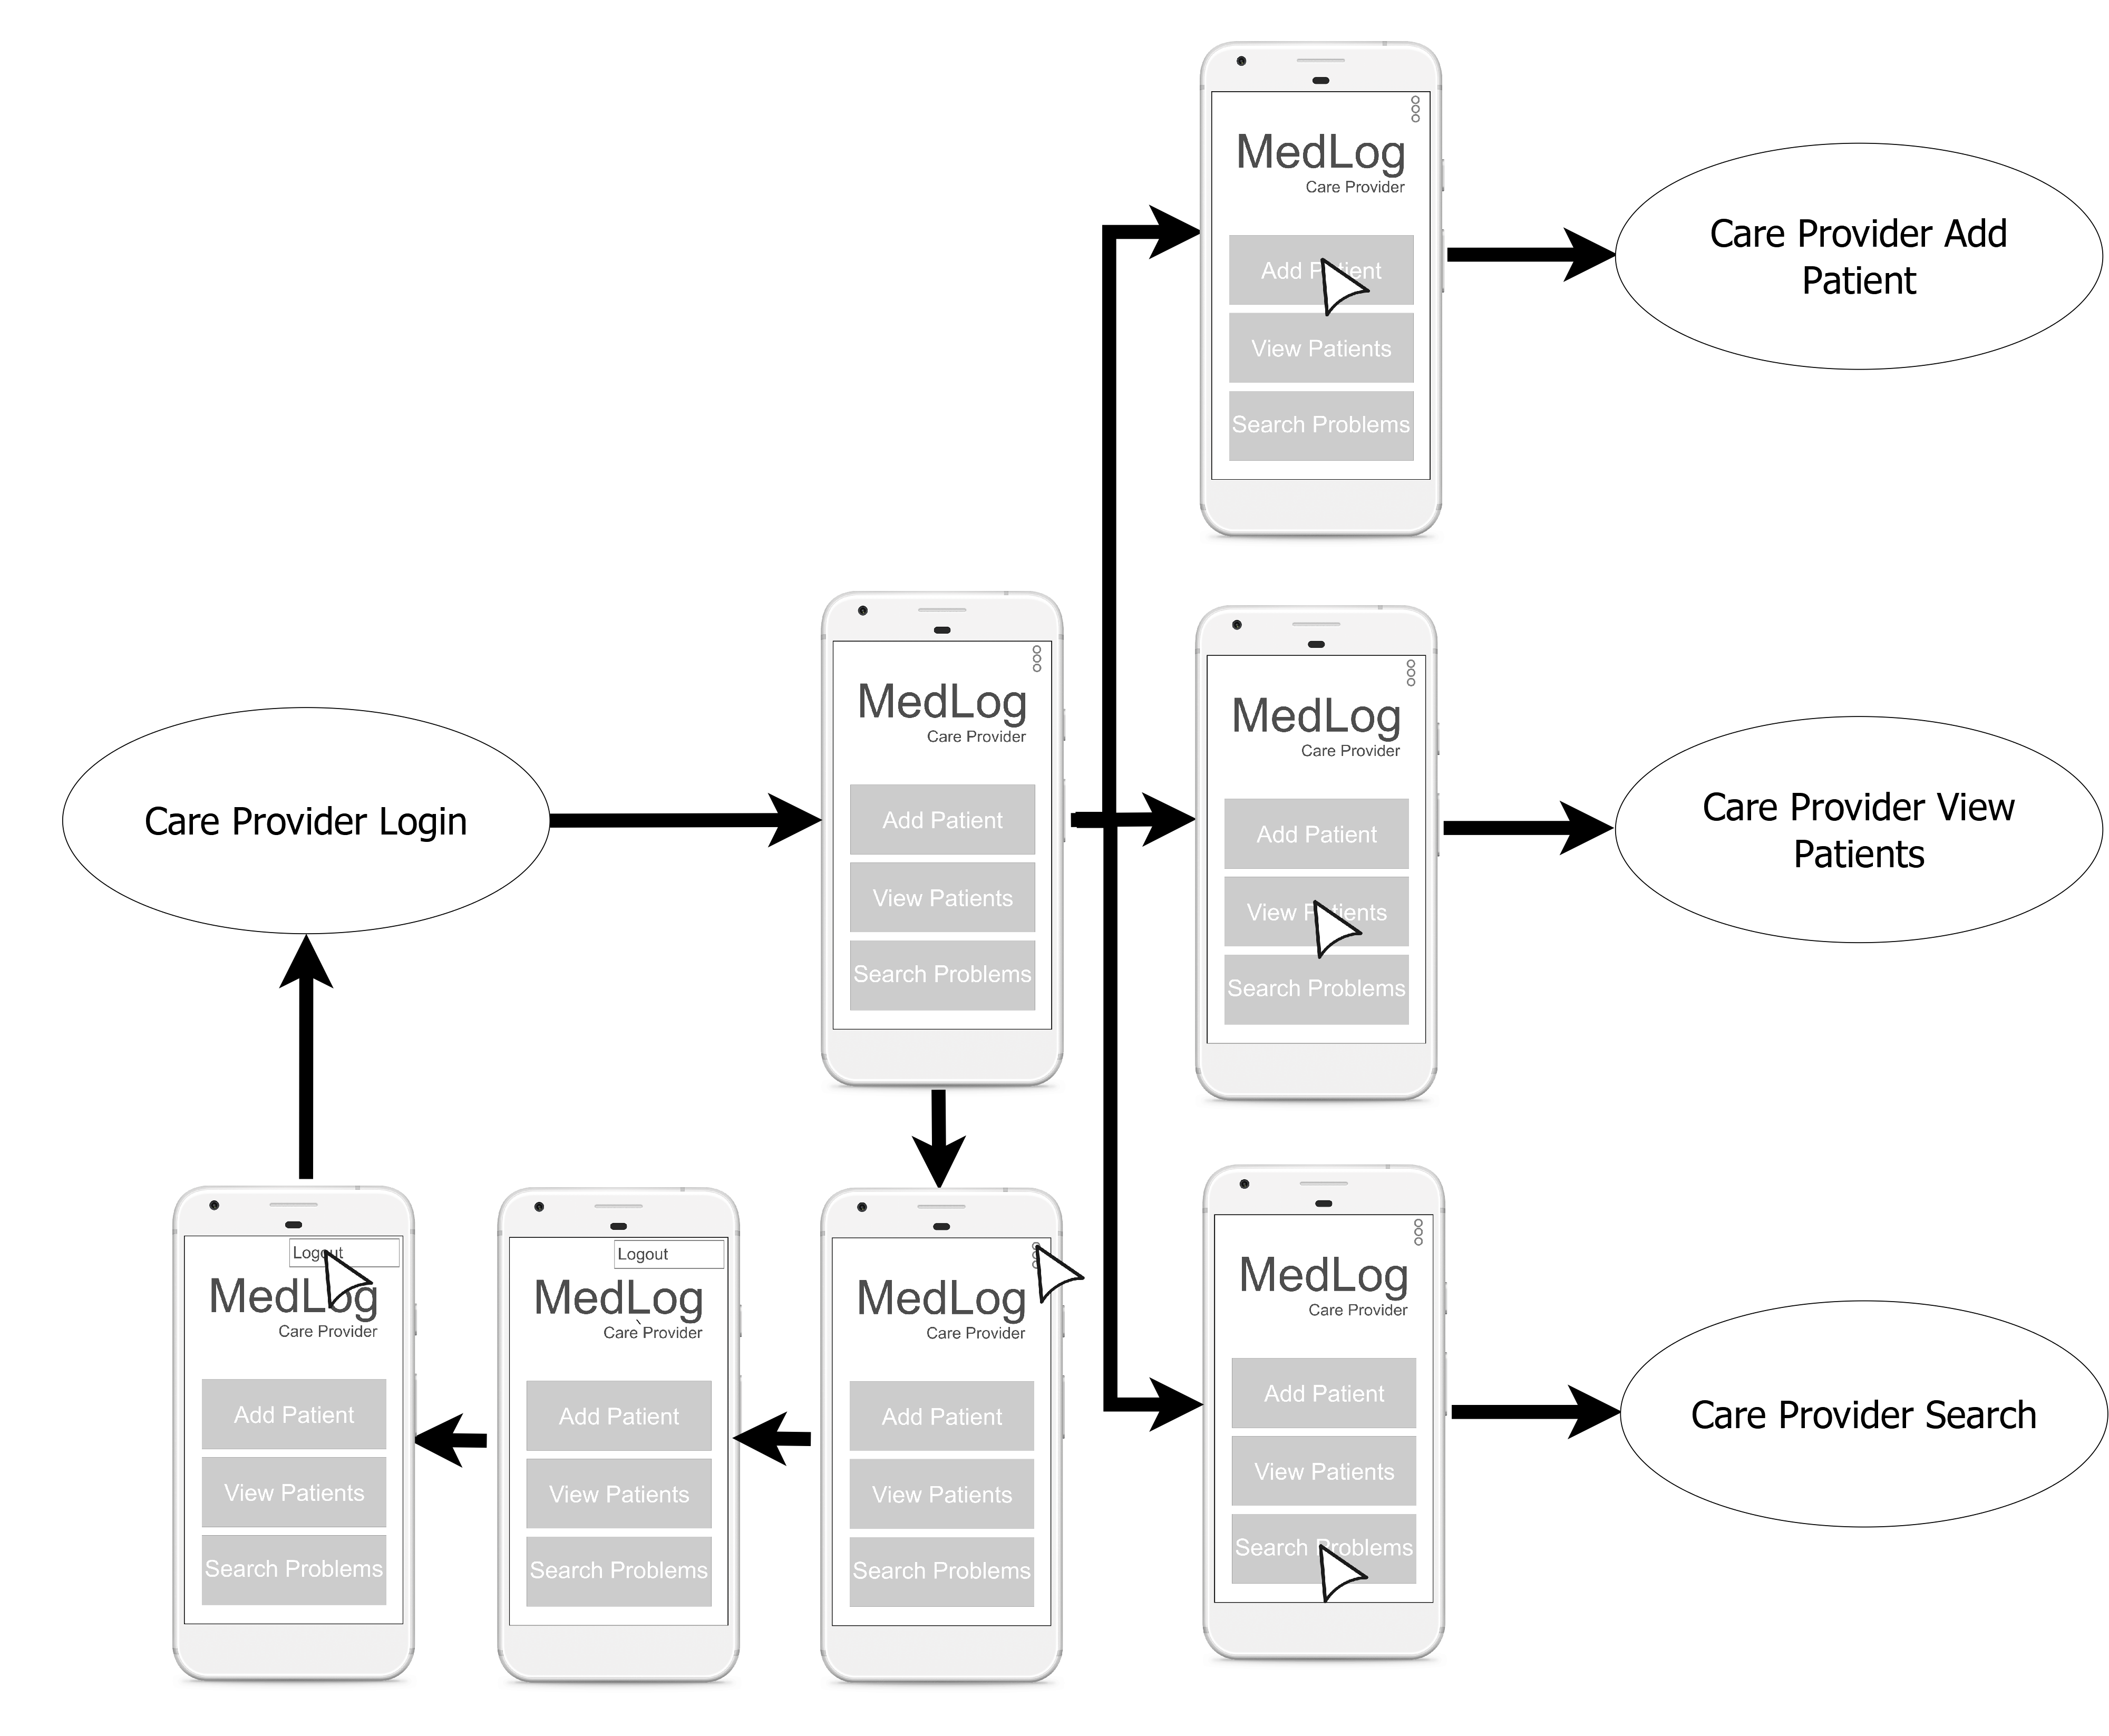 MedLog
Care Provider
Add Patient
View Patients
Search Problems
Care Provider Add
Patient
Care Provider Login
MedLog
Care Provider
Add Patient
View Patients
Search Problems
MedLog
Care Provider
Add Patient
View Patients
Search Problems
Care Provider View
Patients
Logout
MedLog
Care Provider
Add Patient
View Patients
Search Problems
Logout
MedLog
Care Provider
Add Patient
View Patients
Search Problems
MedLog
Care Provider
Add Patient
View Patients
Search Problems
MedLog
Care Provider
Add Patient
View Patients
Search Problems
Care Provider Search